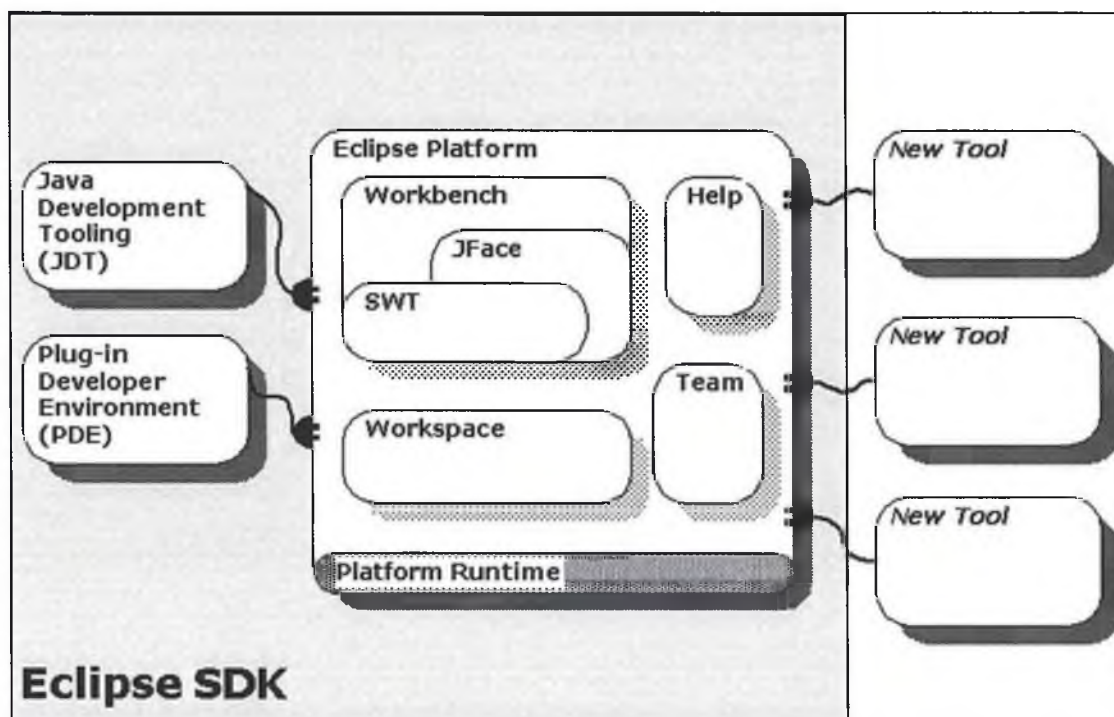 Eclipse Platform
Java
Development
Tooling
(JDT)
Plug-in
Developer
Environment
(PDE)
Workbench
JFace
SWT
Workspace
Help
Team
Platform Runtime
New Tool
New Tool
New Tool
Eclipse SDK